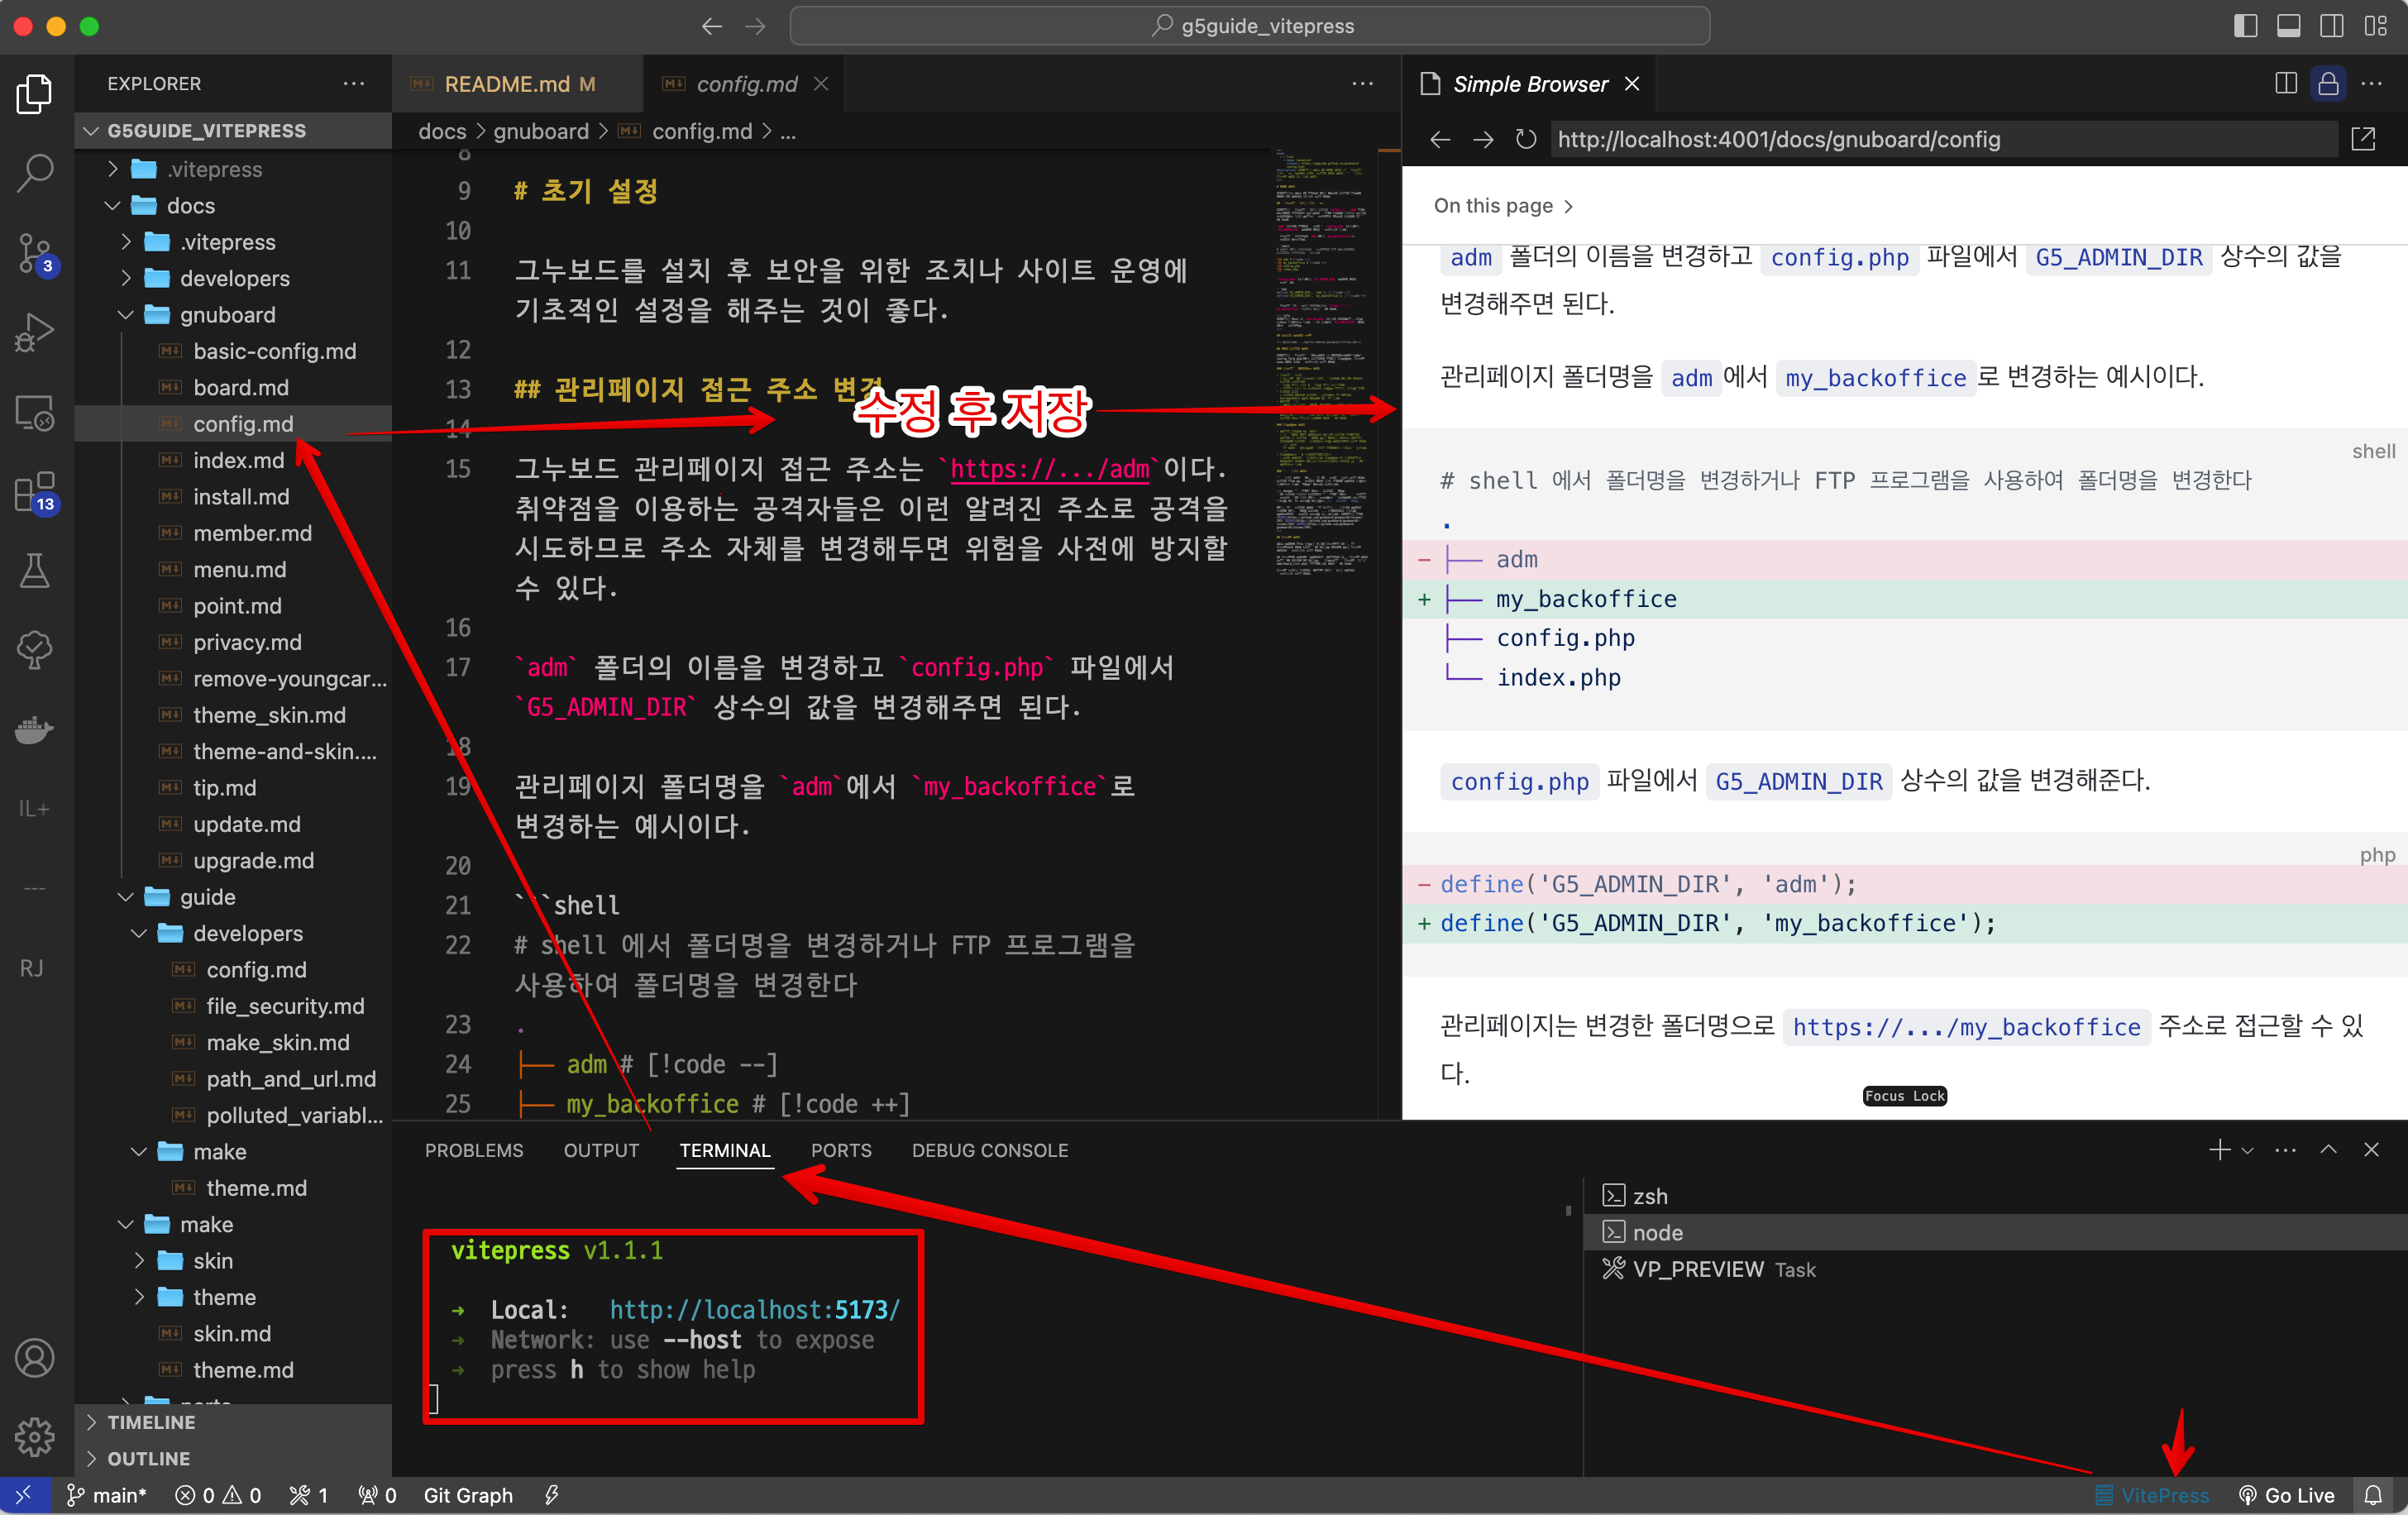 g5guide_vitepress
EXPLORER
G5GUIDE_VITEPRESS
.vitepress
docs
.vitepress
developers
gnuboard
basic-config.md
board.md
config.md
index.md
install.md
member.md
menu.md
point.md
privacy.md
remove-youngcar...
theme_skin.md
theme-and-skin....
tip.md
update.md
upgrade.md
guide
developers
config.md
file_security.md
make_skin.md
path_and_url.md
polluted_variabl...
make
theme.md
make
skin
theme
skin.md
theme.md
TIMELINE
OUTLINE
3
13
IL+
---
RJ
README.md M
config.md
docs > gnuboard > config.md > ...
8
9 # 초기 설정
10
11 그누보드를 설치 후 보안을 위한 조치나 사이트 운영에
기초적인 설정을 해주는 것이 좋다.
12
13 ## 관리페이지 접근 주소 변경
수정 후 저장
14
15 그누보드 관리페이지 접근 주소는 `https://.../adm`이다.
취약점을 이용하는 공격자들은 이런 알려진 주소로 공격을
시도하므로 주소 자체를 변경해두면 위험을 사전에 방지할
수 있다.
16
17 `adm` 폴더의 이름을 변경하고 `config.php` 파일에서
`G5_ADMIN_DIR` 상수의 값을 변경해주면 된다.
18
19 관리페이지 폴더명을 `adm`에서 `my_backoffice`로
변경하는 예시이다.
20
21 ```shell
22 # shell 에서 폴더명을 변경하거나 FTP 프로그램을
사용하여 폴더명을 변경한다
23 .
24 ├── adm # [!code --]
25 ├── my_backoffice # [!code ++]
Simple Browser
http://localhost:4001/docs/gnuboard/config
On this page >
adm 폴더의 이름을 변경하고 config.php 파일에서 G5_ADMIN_DIR 상수의 값을
변경해주면 된다.
관리페이지 폴더명을 adm 에서 my_backoffice 로 변경하는 예시이다.
shell
# shell 에서 폴더명을 변경하거나 FTP 프로그램을 사용하여 폴더명을 변경한다
.
- ├── adm
+ ├── my_backoffice
├── config.php
└── index.php
config.php 파일에서 G5_ADMIN_DIR 상수의 값을 변경해준다.
php
- define('G5_ADMIN_DIR', 'adm');
+ define('G5_ADMIN_DIR', 'my_backoffice');
관리페이지는 변경한 폴더명으로 https://.../my_backoffice 주소로 접근할 수 있
다.
Focus Lock
PROBLEMS OUTPUT TERMINAL PORTS DEBUG CONSOLE
vitepress v1.1.1
➜ Local: http://localhost:5173/
➜ Network: use --host to expose
➜ press h to show help
zsh
node
VP_PREVIEW Task
main* 0 0 1 0 Git Graph VitePress Go Live